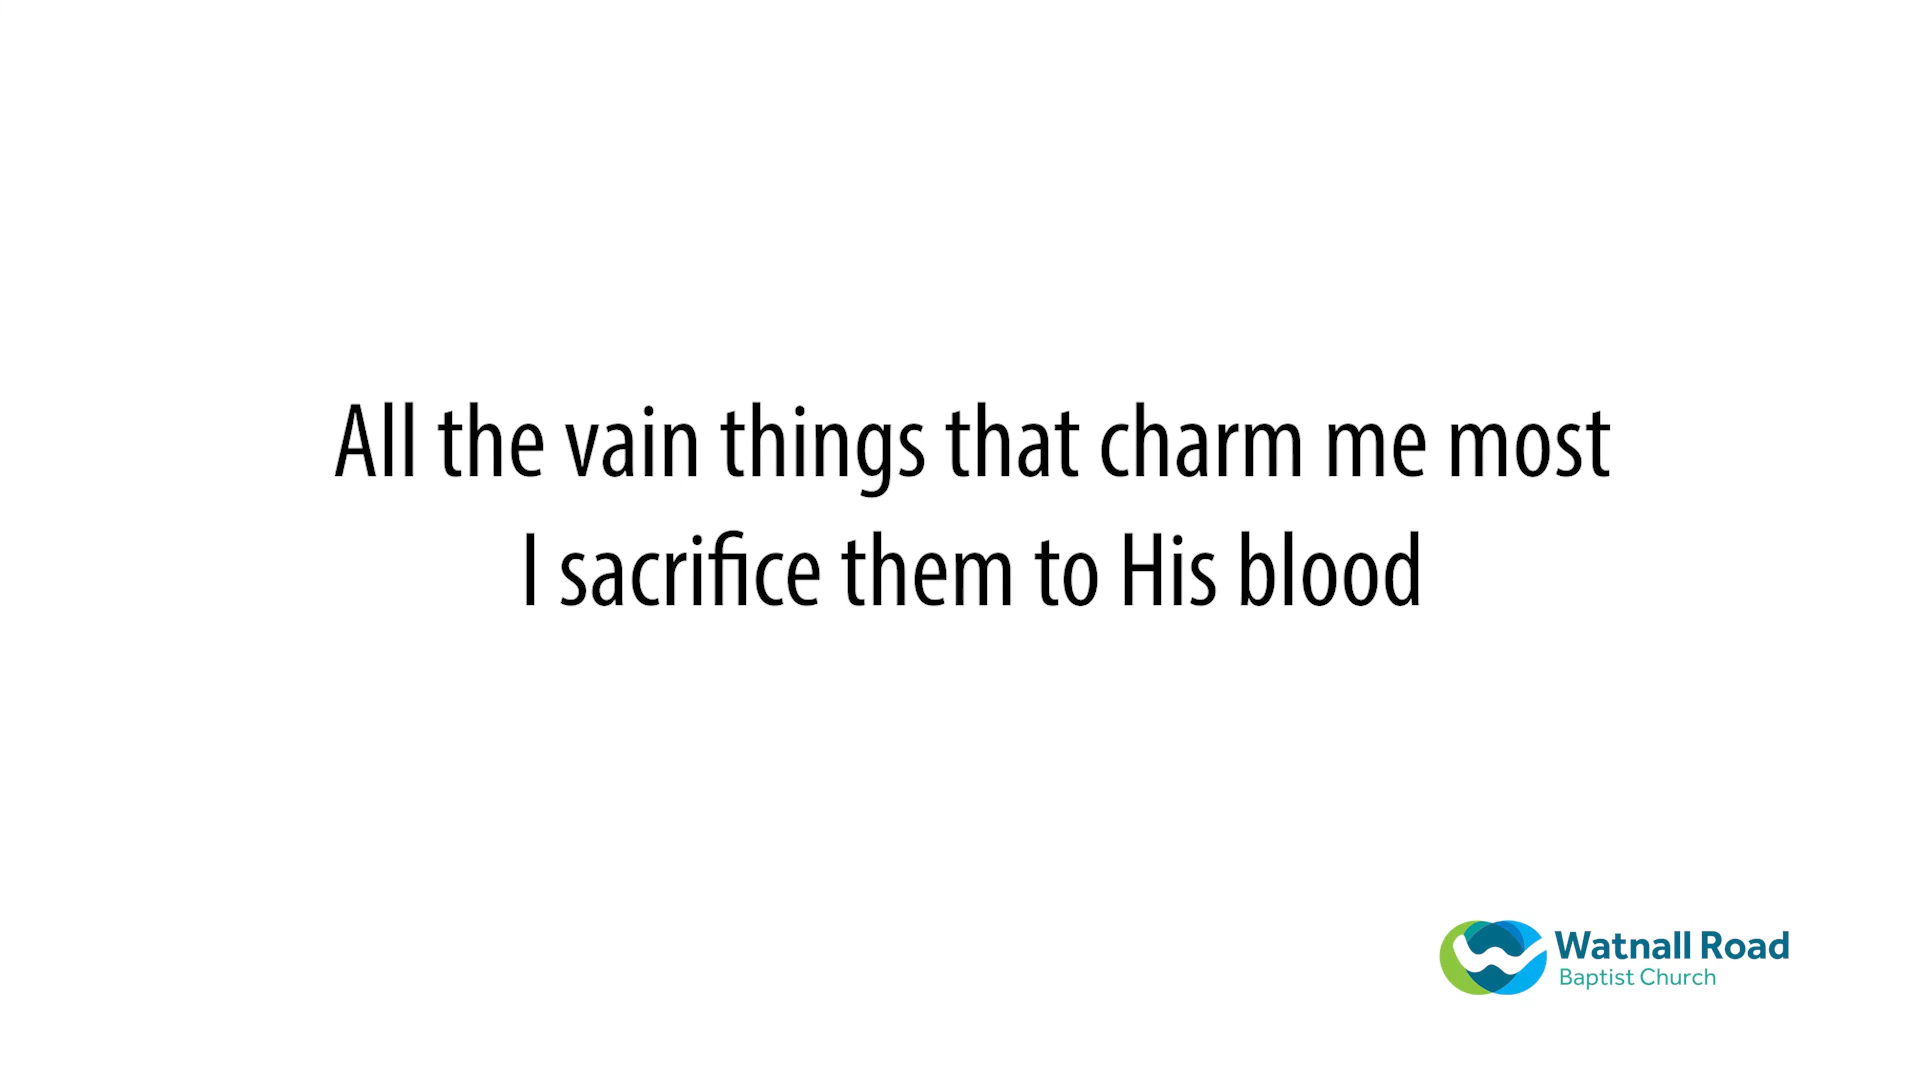 All the vain things that charm me most
I sacrifice them to His blood
Watnall Road
Baptist Church